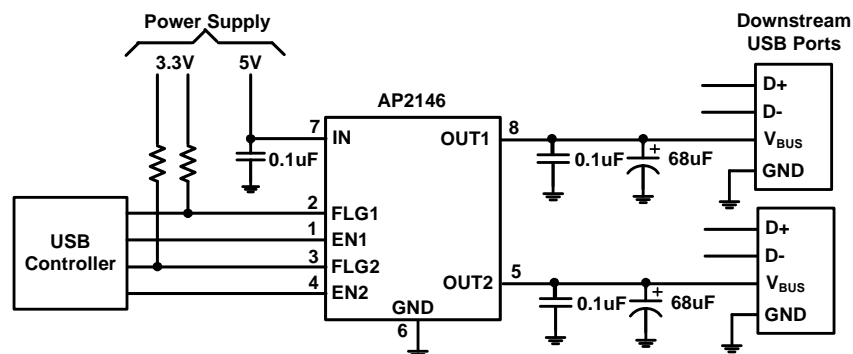 Power Supply
3.3V
5V
Downstream
USB Ports
AP2146
7
IN
0.1uF
OUT1
8
0.1uF
+
68uF
D+
D-
VBUS
GND
USB
Controller
2
FLG1
1
EN1
3
FLG2
4
EN2
GND
6
OUT2
5
0.1uF
+
68uF
D+
D-
VBUS
GND